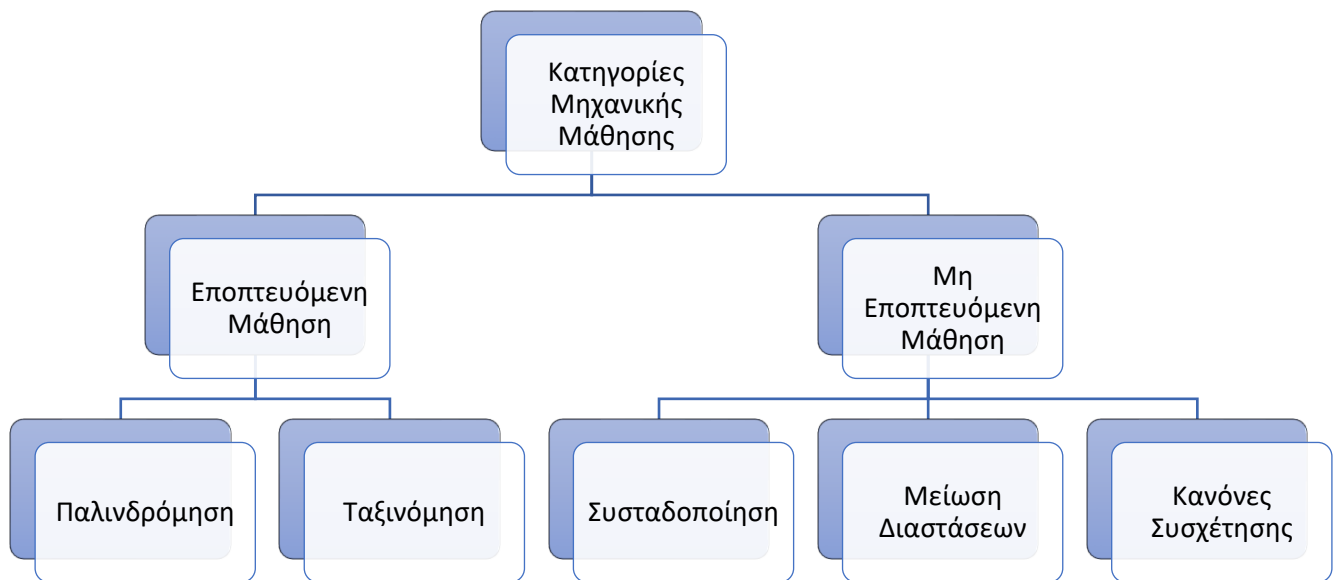 Κατηγορίες
Μηχανικής
Μάθησης
Εποπτευόμενη
Μάθηση
Μη
Εποπτευόμενη
Μάθηση
Παλινδρόμηση
Ταξινόμηση
Συσταδοποίηση
Μείωση
Διαστάσεων
Κανόνες
Συσχέτησης